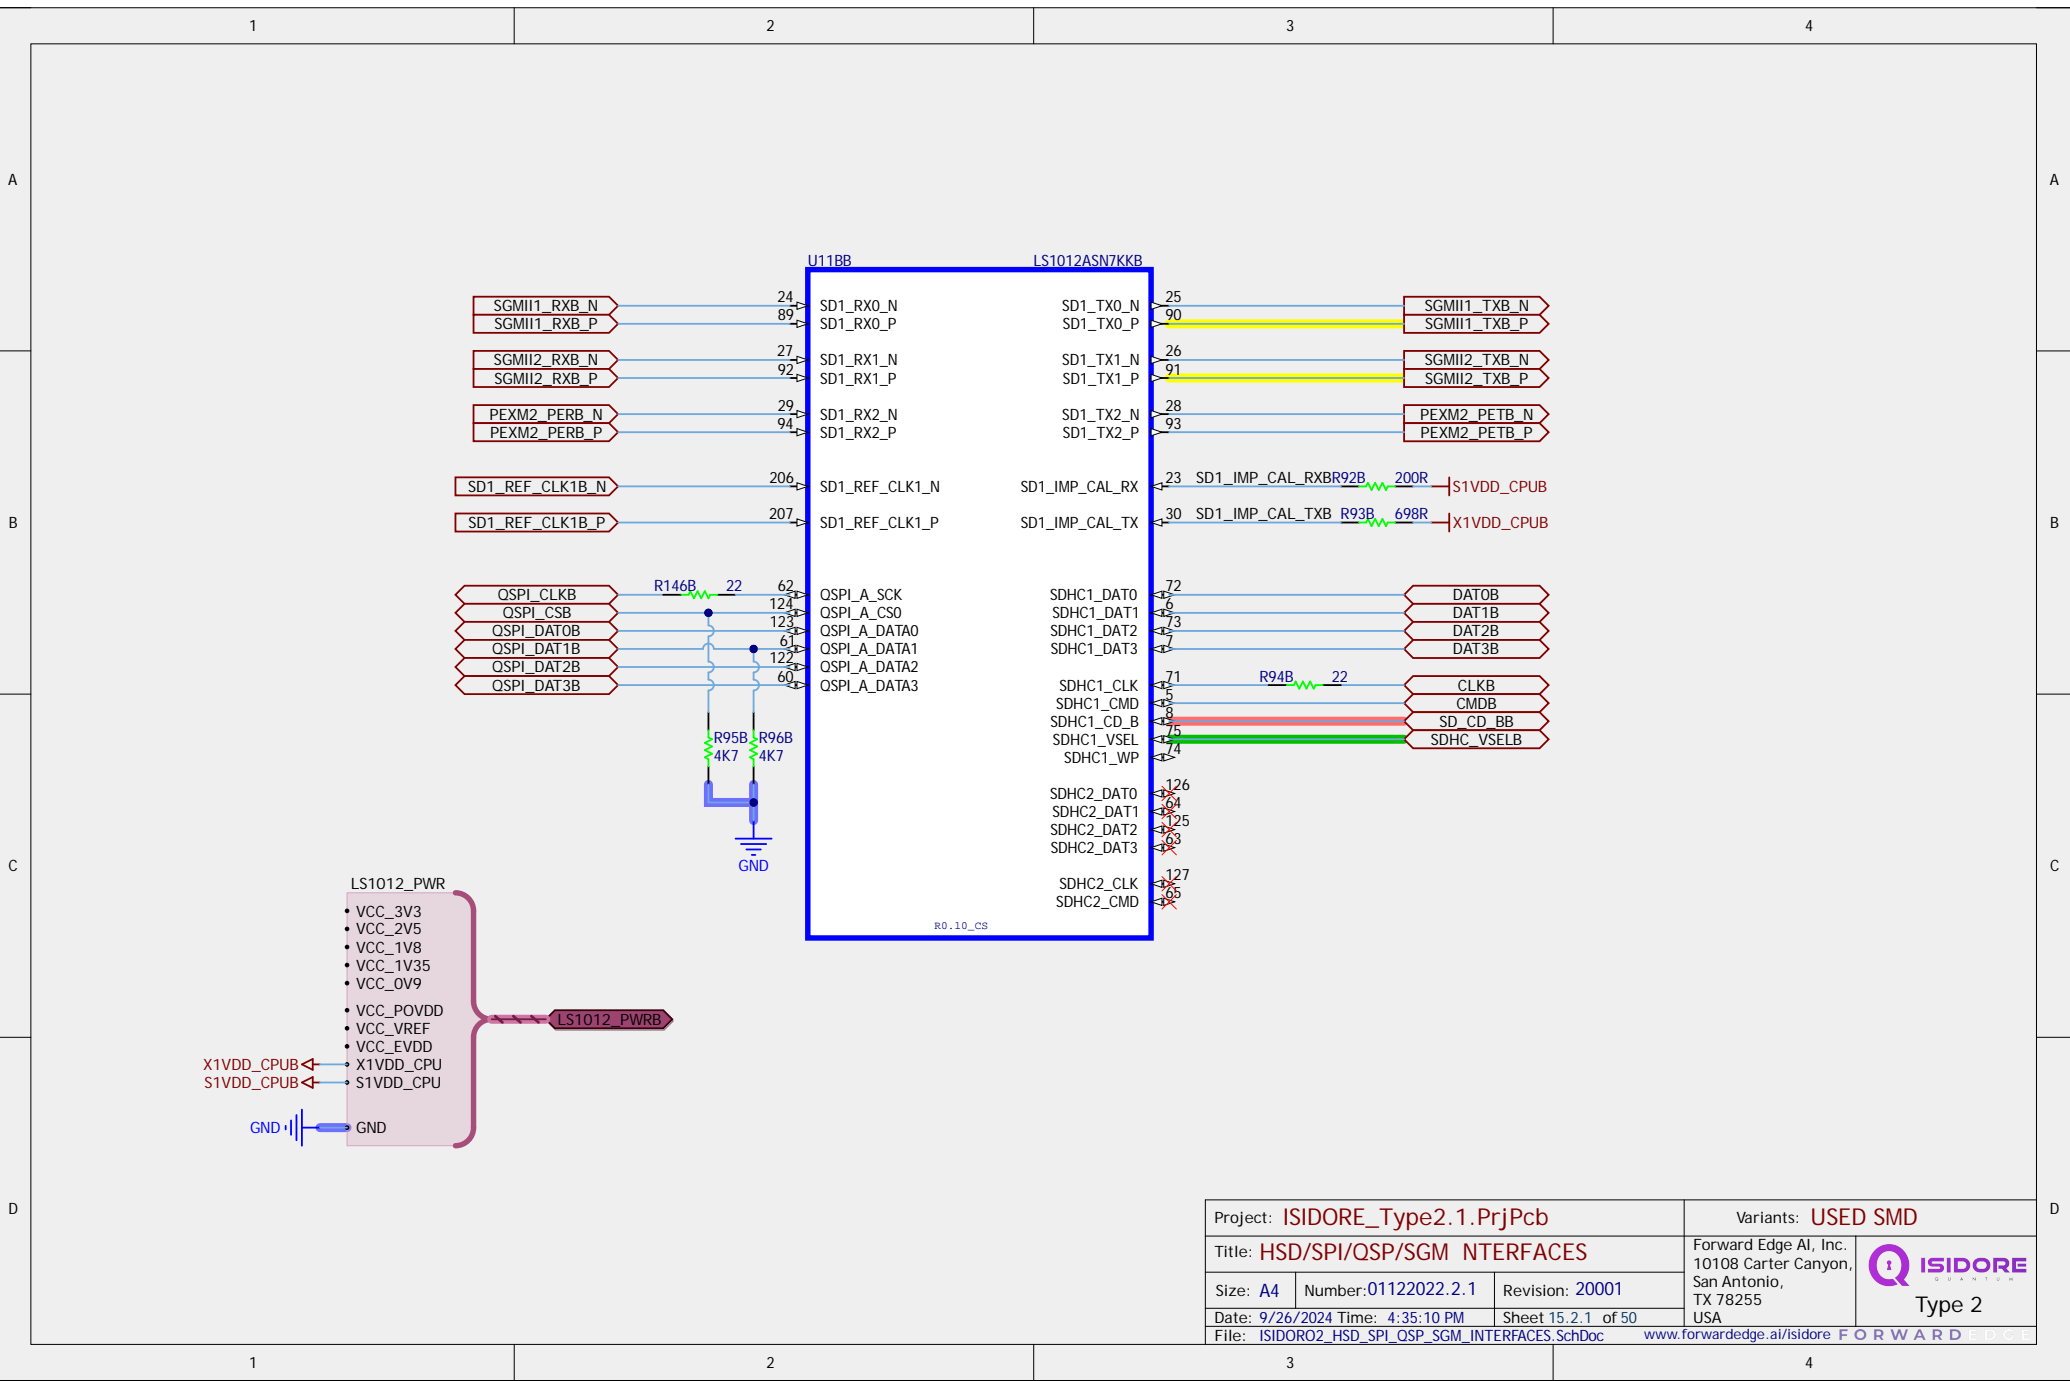 1 2 3 4
A A
B B
C C
D D
U11BB LS1012ASN7KKB
SGMII1_RXB_N 24 SD1_RX0_N SD1_TX0_N 25 SGMII1_TXB_N
SGMII1_RXB_P 89 SD1_RX0_P SD1_TX0_P 90 SGMII1_TXB_P
SGMII2_RXB_N 27 SD1_RX1_N SD1_TX1_N 26 SGMII2_TXB_N
SGMII2_RXB_P 92 SD1_RX1_P SD1_TX1_P 91 SGMII2_TXB_P
PEXM2_PERB_N 29 SD1_RX2_N SD1_TX2_N 28 PEXM2_PETB_N
PEXM2_PERB_P 94 SD1_RX2_P SD1_TX2_P 93 PEXM2_PETB_P
SD1_REF_CLK1B_N 206 SD1_REF_CLK1_N SD1_IMP_CAL_RX 23 SD1_IMP_CAL_RXB R92B 200R S1VDD_CPUB
SD1_REF_CLK1B_P 207 SD1_REF_CLK1_P SD1_IMP_CAL_TX 30 SD1_IMP_CAL_TXB R93B 698R X1VDD_CPUB
QSPI_CLKB R146B 22 62 QSPI_A_SCK SDHC1_DAT0 72 DAT0B
QSPI_CSB 124 QSPI_A_CS0 SDHC1_DAT1 6 DAT1B
QSPI_DAT0B 123 QSPI_A_DATA0 SDHC1_DAT2 73 DAT2B
QSPI_DAT1B 61 QSPI_A_DATA1 SDHC1_DAT3 7 DAT3B
QSPI_DAT2B 122 QSPI_A_DATA2
QSPI_DAT3B 60 QSPI_A_DATA3 SDHC1_CLK 71 R94B 22 CLKB
SDHC1_CMD 5 CMDB
SDHC1_CD_B 8 SD_CD_BB
R95B R96B SDHC1_VSEL 75 SDHC_VSELB
4K7 4K7 SDHC1_WP 74
SDHC2_DAT0 126
SDHC2_DAT1 64
SDHC2_DAT2 125
SDHC2_DAT3 63
GND
SDHC2_CLK 127
SDHC2_CMD 65
R0.10_CS
LS1012_PWR
VCC_3V3
VCC_2V5
VCC_1V8
VCC_1V35
VCC_0V9
VCC_POVDD
LS1012_PWRB
VCC_VREF
VCC_EVDD
X1VDD_CPUB X1VDD_CPU
S1VDD_CPUB S1VDD_CPU
GND GND
Project: ISIDORE_Type2.1.PrjPcb Variants: USED SMD
Title: HSD/SPI/QSP/SGM NTERFACES
Size: A4 Number:01122022.2.1 Revision: 20001
Date: 9/26/2024 Time: 4:35:10 PM Sheet 15.2.1 of 50
File: ISIDORO2_HSD_SPI_QSP_SGM_INTERFACES.SchDoc
Forward Edge AI, Inc.
10108 Carter Canyon,
San Antonio,
TX 78255
USA
ISIDORE
QUANTUM
Type 2
www.forwardedge.ai/isidore FORWARDEDGE
1 2 3 4